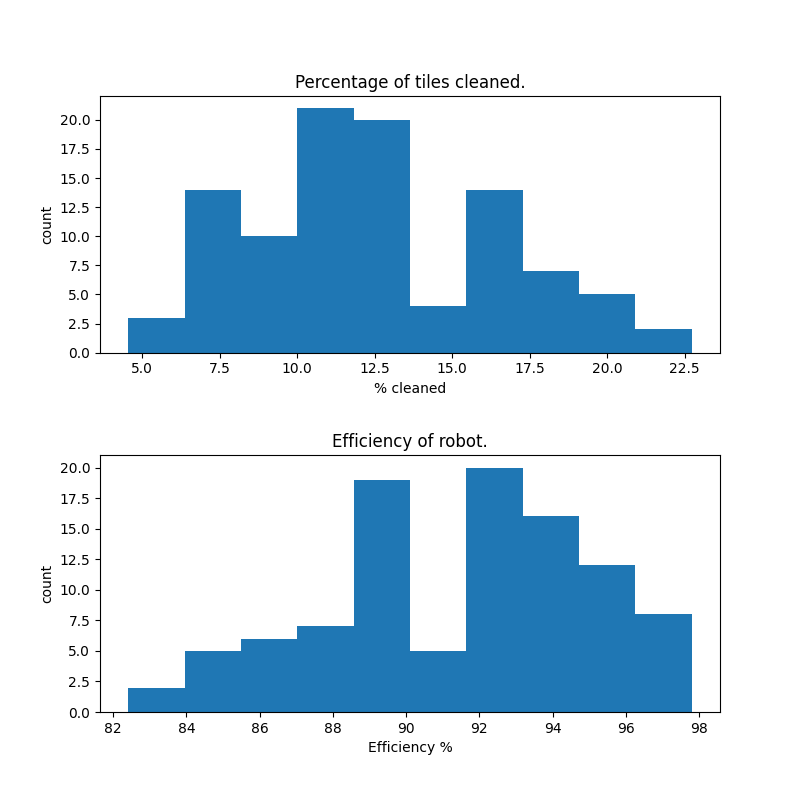 Percentage of tiles cleaned.
20.0
17.5
15.0
12.5
10.0
7.5
5.0
2.5
0.0
count
5.0 7.5 10.0 12.5 15.0 17.5 20.0 22.5
% cleaned
Efficiency of robot.
20.0
17.5
15.0
12.5
10.0
7.5
5.0
2.5
0.0
count
82 84 86 88 90 92 94 96 98
Efficiency %